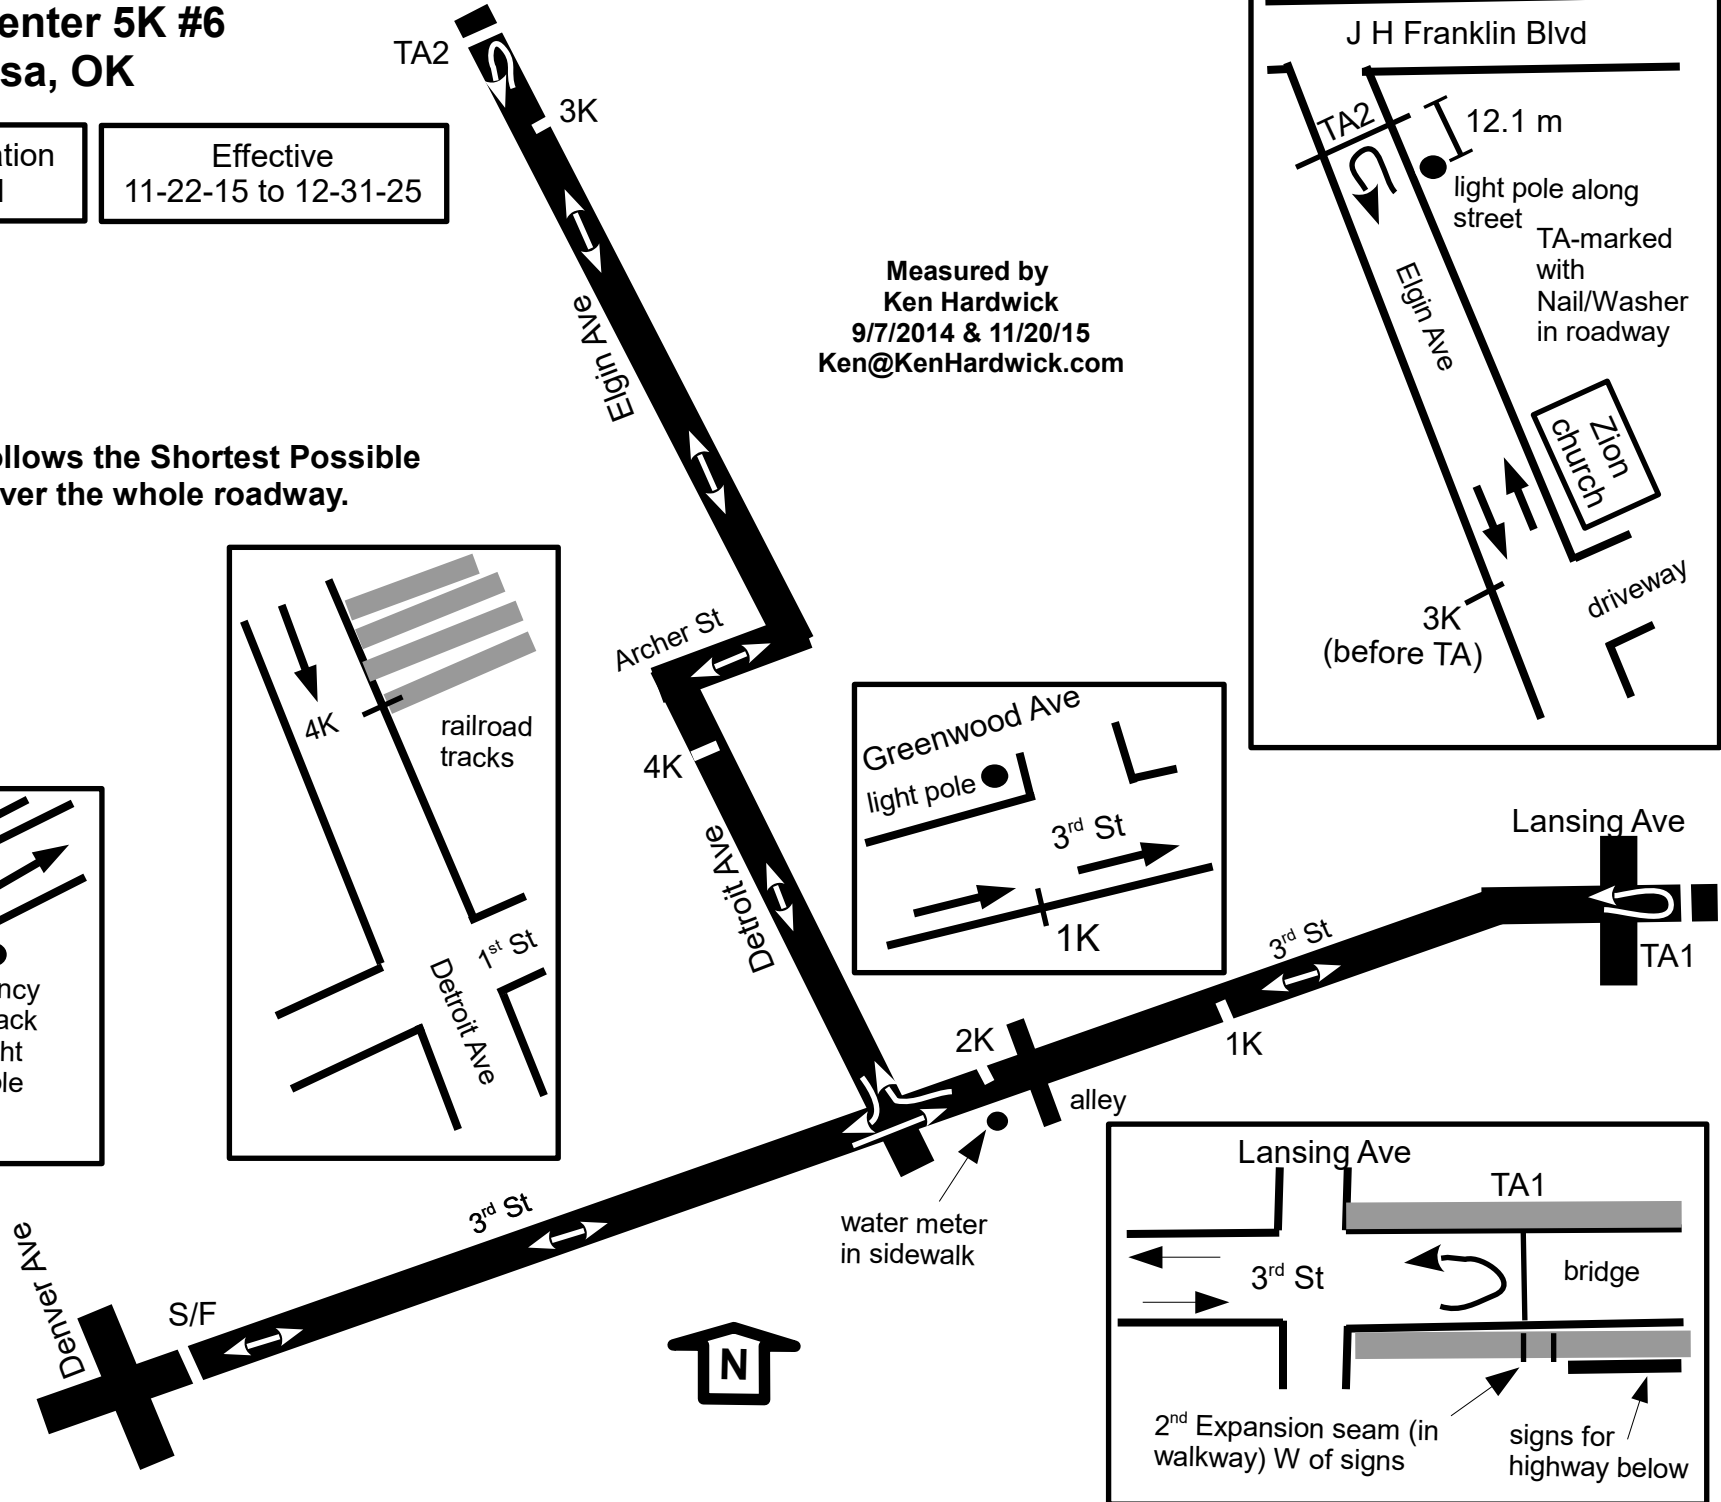 enter 5K #6
sa, OK
ation
Effective
11-22-15 to 12-31-25
TA2
3K
Elgin Ave
Measured by
Ken Hardwick
9/7/2014 & 11/20/15
Ken@KenHardwick.com
J H Franklin Blvd
TA2
12.1 m
light pole along
street
TA-marked
with
Nail/Washer
in roadway
Elgin Ave
Zion
church
driveway
3K
(before TA)
ollows the Shortest Possible
ver the whole roadway.
4K
railroad
tracks
1st St
Detroit Ave
Archer St
4K
Detroit Ave
Greenwood Ave
light pole
3rd St
1K
Lansing Ave
TA1
3rd St
1K
2K
alley
water meter
in sidewalk
ncy
ack
ht
le
3rd St
Denver Ave
S/F
N
Lansing Ave
TA1
3rd St
bridge
2nd Expansion seam (in
walkway) W of signs
signs for
highway below